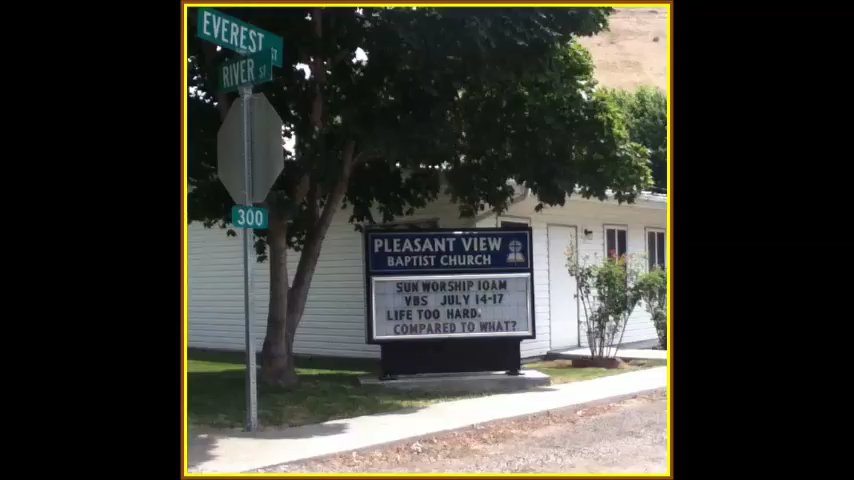 EVEREST ST
RIVER ST
300
PLEASANT VIEW
BAPTIST CHURCH
SUN WORSHIP 10AM
VBS JULY 14-17
LIFE TOO HARD.
COMPARED TO WHAT?